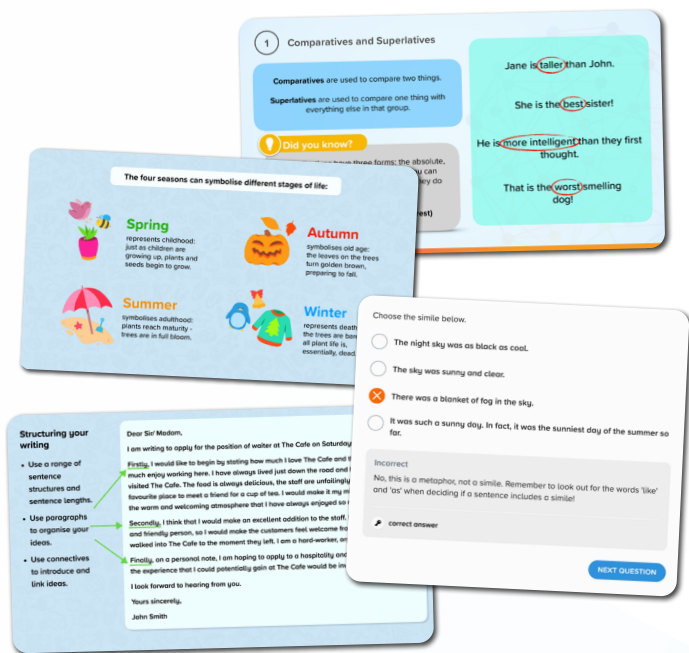 1
Comparatives and Superlatives
Comparatives are used to compare two things.
Superlatives are used to compare one thing with
everything else in that group.
Did you know?
have three forms: the absolute,
can
they do
Jane is taller than John.
She is the best sister!
He is more intelligent than they first
thought.
That is the worst smelling
dog!
The four seasons can symbolise different stages of life:
Spring
represents childhood:
just as children are
growing up, plants and
seeds begin to grow.
Autumn
symbolises old age:
the leaves on the trees
turn golden brown,
preparing to fall.
Summer
symbolises adulthood:
plants reach maturity -
trees are in full bloom.
Winter
represents death
the trees are
all plant life is,
essentially, dead
Choose the simile below.
The night sky was as black as coal.
The sky was sunny and clear.
There was a blanket of fog in the sky.
It was such a sunny day. In fact, it was the sunniest day of the summer so
far.
Incorrect
No, this is a metaphor, not a simile. Remember to look out for the words 'like'
and 'as' when deciding if a sentence includes a simile!
correct answer
NEXT QUESTION
Structuring your
writing
• Use a range of
sentence
structures and
sentence lengths.
• Use paragraphs
to organise your
ideas.
• Use connectives
to introduce and
link ideas.
Dear Sir/ Madam,
I am writing to apply for the position of waiter at The Cafe on Saturday
Firstly, I would like to begin by stating how much I love The Cafe and
much enjoy working here. I have always lived just down the road and
visited The Cafe. The food is always delicious, the staff are unfailingly
favourite place to meet a friend for a cup of tea. I would make it my
the warm and welcoming atmosphere that I have always enjoyed so
Secondly, I think that I would make an excellent addition to the staff.
and friendly person, so I would make the customers feel welcome
walked into The Cafe to the moment they left. I am a hard-worker,
Finally, on a personal note, I am hoping to apply to a hospitality and
the experience that I could potentially gain at The Cafe would be
I look forward to hearing from you.
Yours sincerely,
John Smith